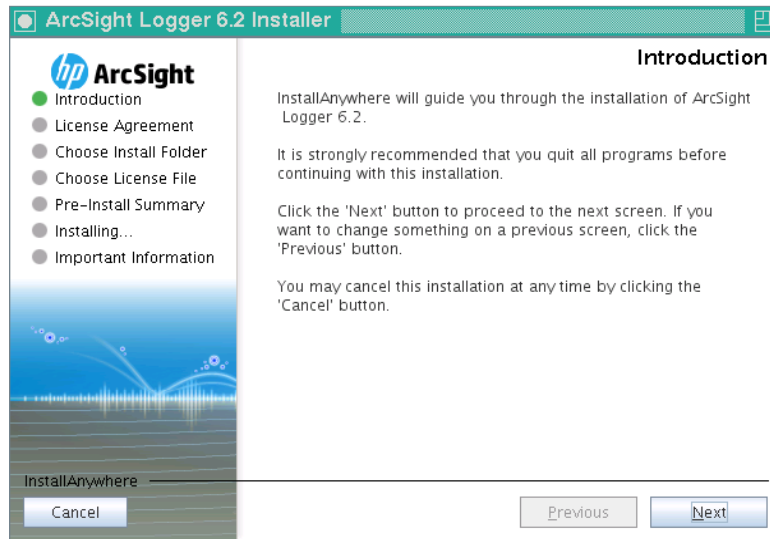 ArcSight Logger 6.2 Installer
hp ArcSight
Introduction
License Agreement
Choose Install Folder
Choose License File
Pre-Install Summary
Installing...
Important Information
Introduction
InstallAnywhere will guide you through the installation of ArcSight
Logger 6.2.
It is strongly recommended that you quit all programs before
continuing with this installation.
Click the 'Next' button to proceed to the next screen. If you
want to change something on a previous screen, click the
'Previous' button.
You may cancel this installation at any time by clicking the
'Cancel' button.
InstallAnywhere
Cancel
Previous
Next